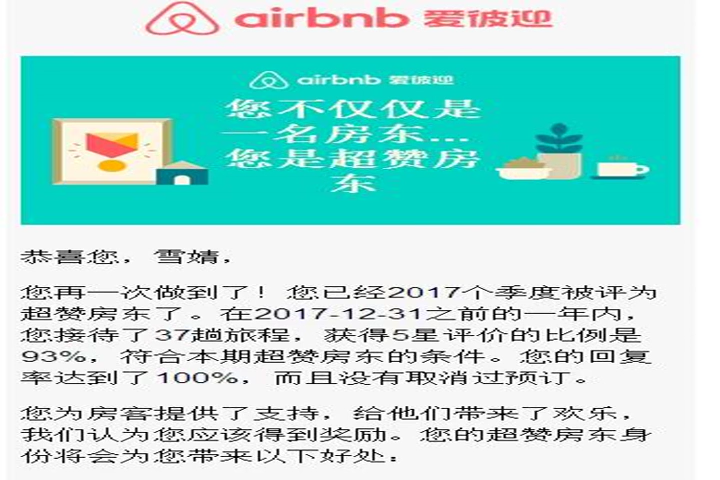 airbnb 爱彼迎
airbnb 爱彼迎
您不仅仅是
一名房东...
您是超赞房
东
恭喜您，雪婧，
您再一次做到了！您已经2017个季度被评为
超赞房东了。在2017-12-31之前的一年内，
您接待了37趟旅程，获得5星评价的比例是
93%，符合本期超赞房东的条件。您的回复
率达到了100%，而且没有取消过预订。
您为房客提供了支持，给他们带来了欢乐，
我们认为您应该得到奖励。您的超赞房东身
份将会为您带来以下好处：